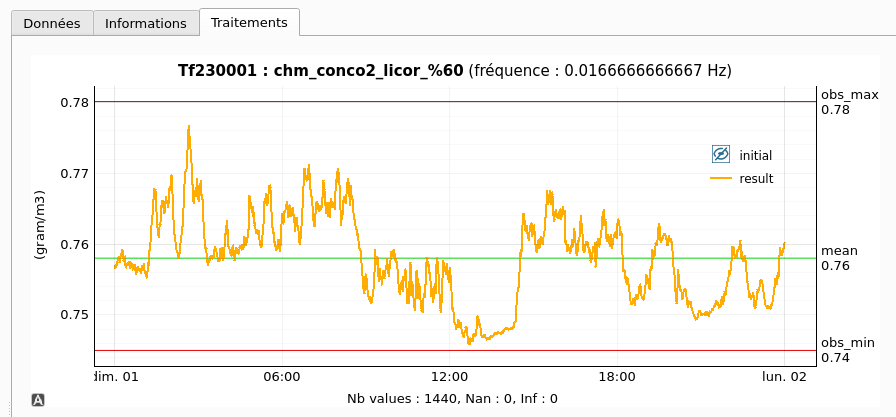 Données Informations Traitements
Tf230001 : chm_conco2_licor_%60 (fréquence : 0.0166666666667 Hz)
obs_max
0.78
0.78
0.77
0.76
0.75
(gram/m3)
initial
result
mean
0.76
obs_min
0.74
dim. 01 06:00 12:00 18:00 lun. 02
Nb values : 1440, Nan : 0, Inf : 0
A